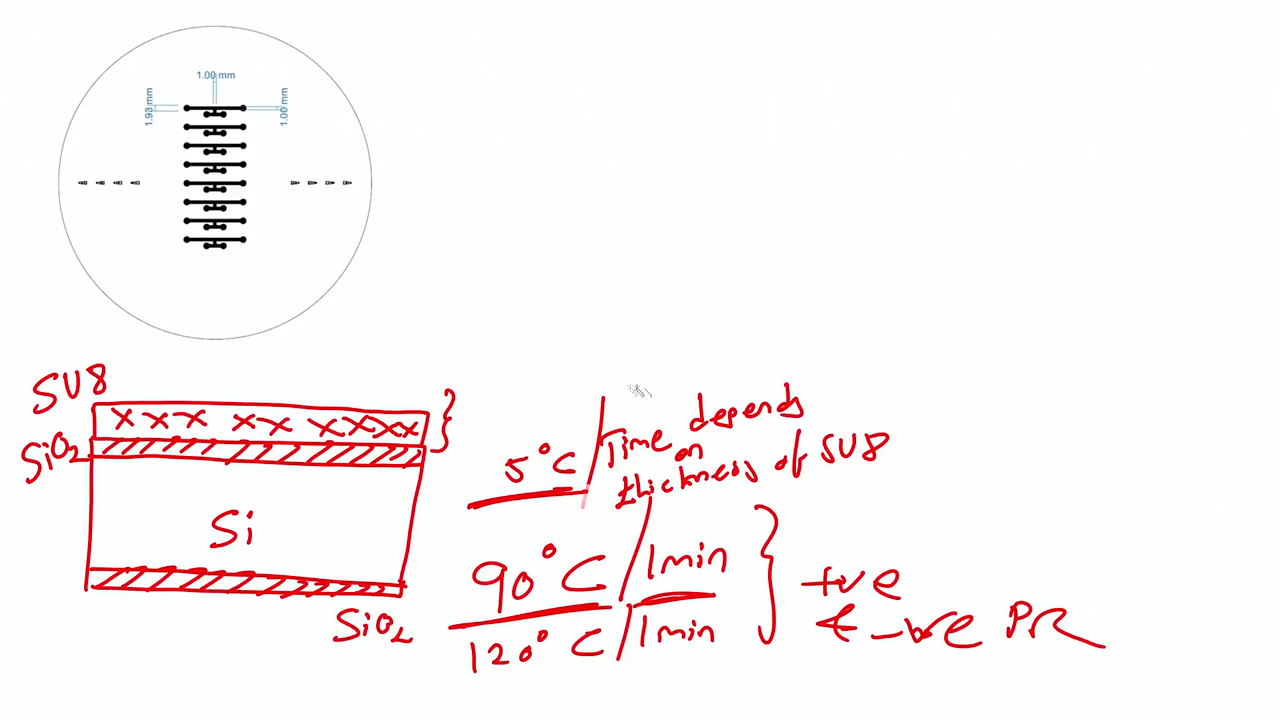 1.00 mm
1.93 mm
1.00 mm
SU8
SiO2
Si
SiO2
5°C / Time depends
on
thickness of SU8
90°C / 1min
120°C / 1min
+ve
& -ve PR